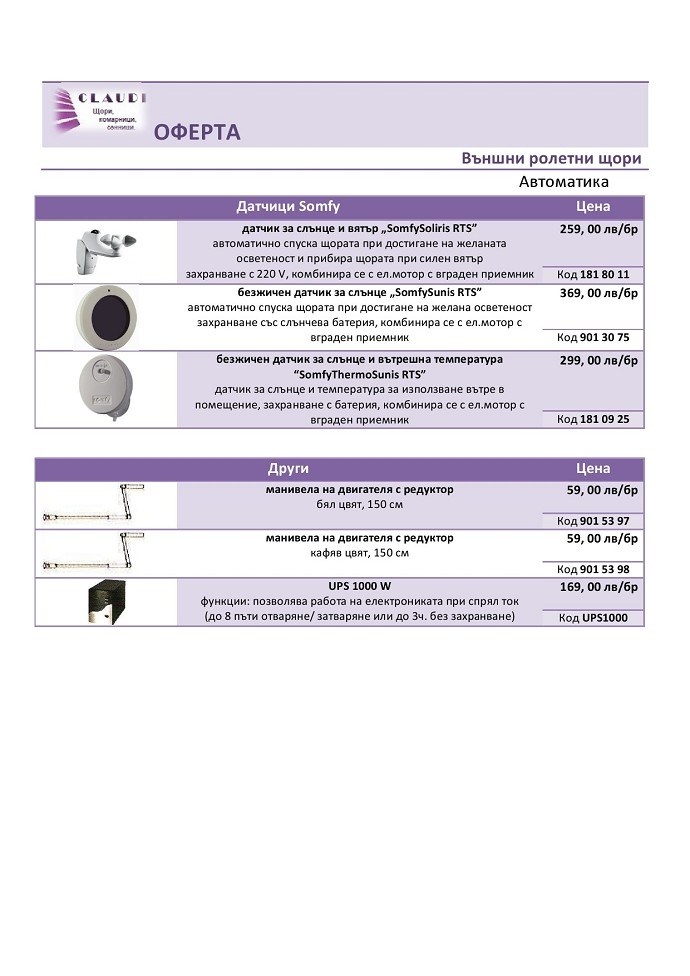 CLAUDI
Щори,
комарници,
сенници.
ОФЕРТА
Външни ролетни щори
Автоматика
Датчици Somfy Цена
датчик за слънце и вятър „SomfySoliris RTS” 259, 00 лв/бр
автоматично спуска щората при достигане на желаната
осветеност и прибира щората при силен вятър
захранване с 220 V, комбинира се с ел.мотор с вграден приемник Код 181 80 11
безжичен датчик за слънце „SomfySunis RTS” 369, 00 лв/бр
автоматично спуска щората при достигане на желана осветеност
захранване със слънчева батерия, комбинира се с ел.мотор с
вграден приемник Код 901 30 75
безжичен датчик за слънце и вътрешна температура 299, 00 лв/бр
“SomfyThermoSunis RTS”
датчик за слънце и температура за използване вътре в
помещение, захранване с батерия, комбинира се с ел.мотор с
вграден приемник Код 181 09 25
Други Цена
манивела на двигателя с редуктор 59, 00 лв/бр
бял цвят, 150 см
Код 901 53 97
манивела на двигателя с редуктор 59, 00 лв/бр
кафяв цвят, 150 см
Код 901 53 98
UPS 1000 W 169, 00 лв/бр
функции: позволява работа на електрониката при спрял ток
(до 8 пъти отваряне/ затваряне или до 3ч. без захранване) Код UPS1000